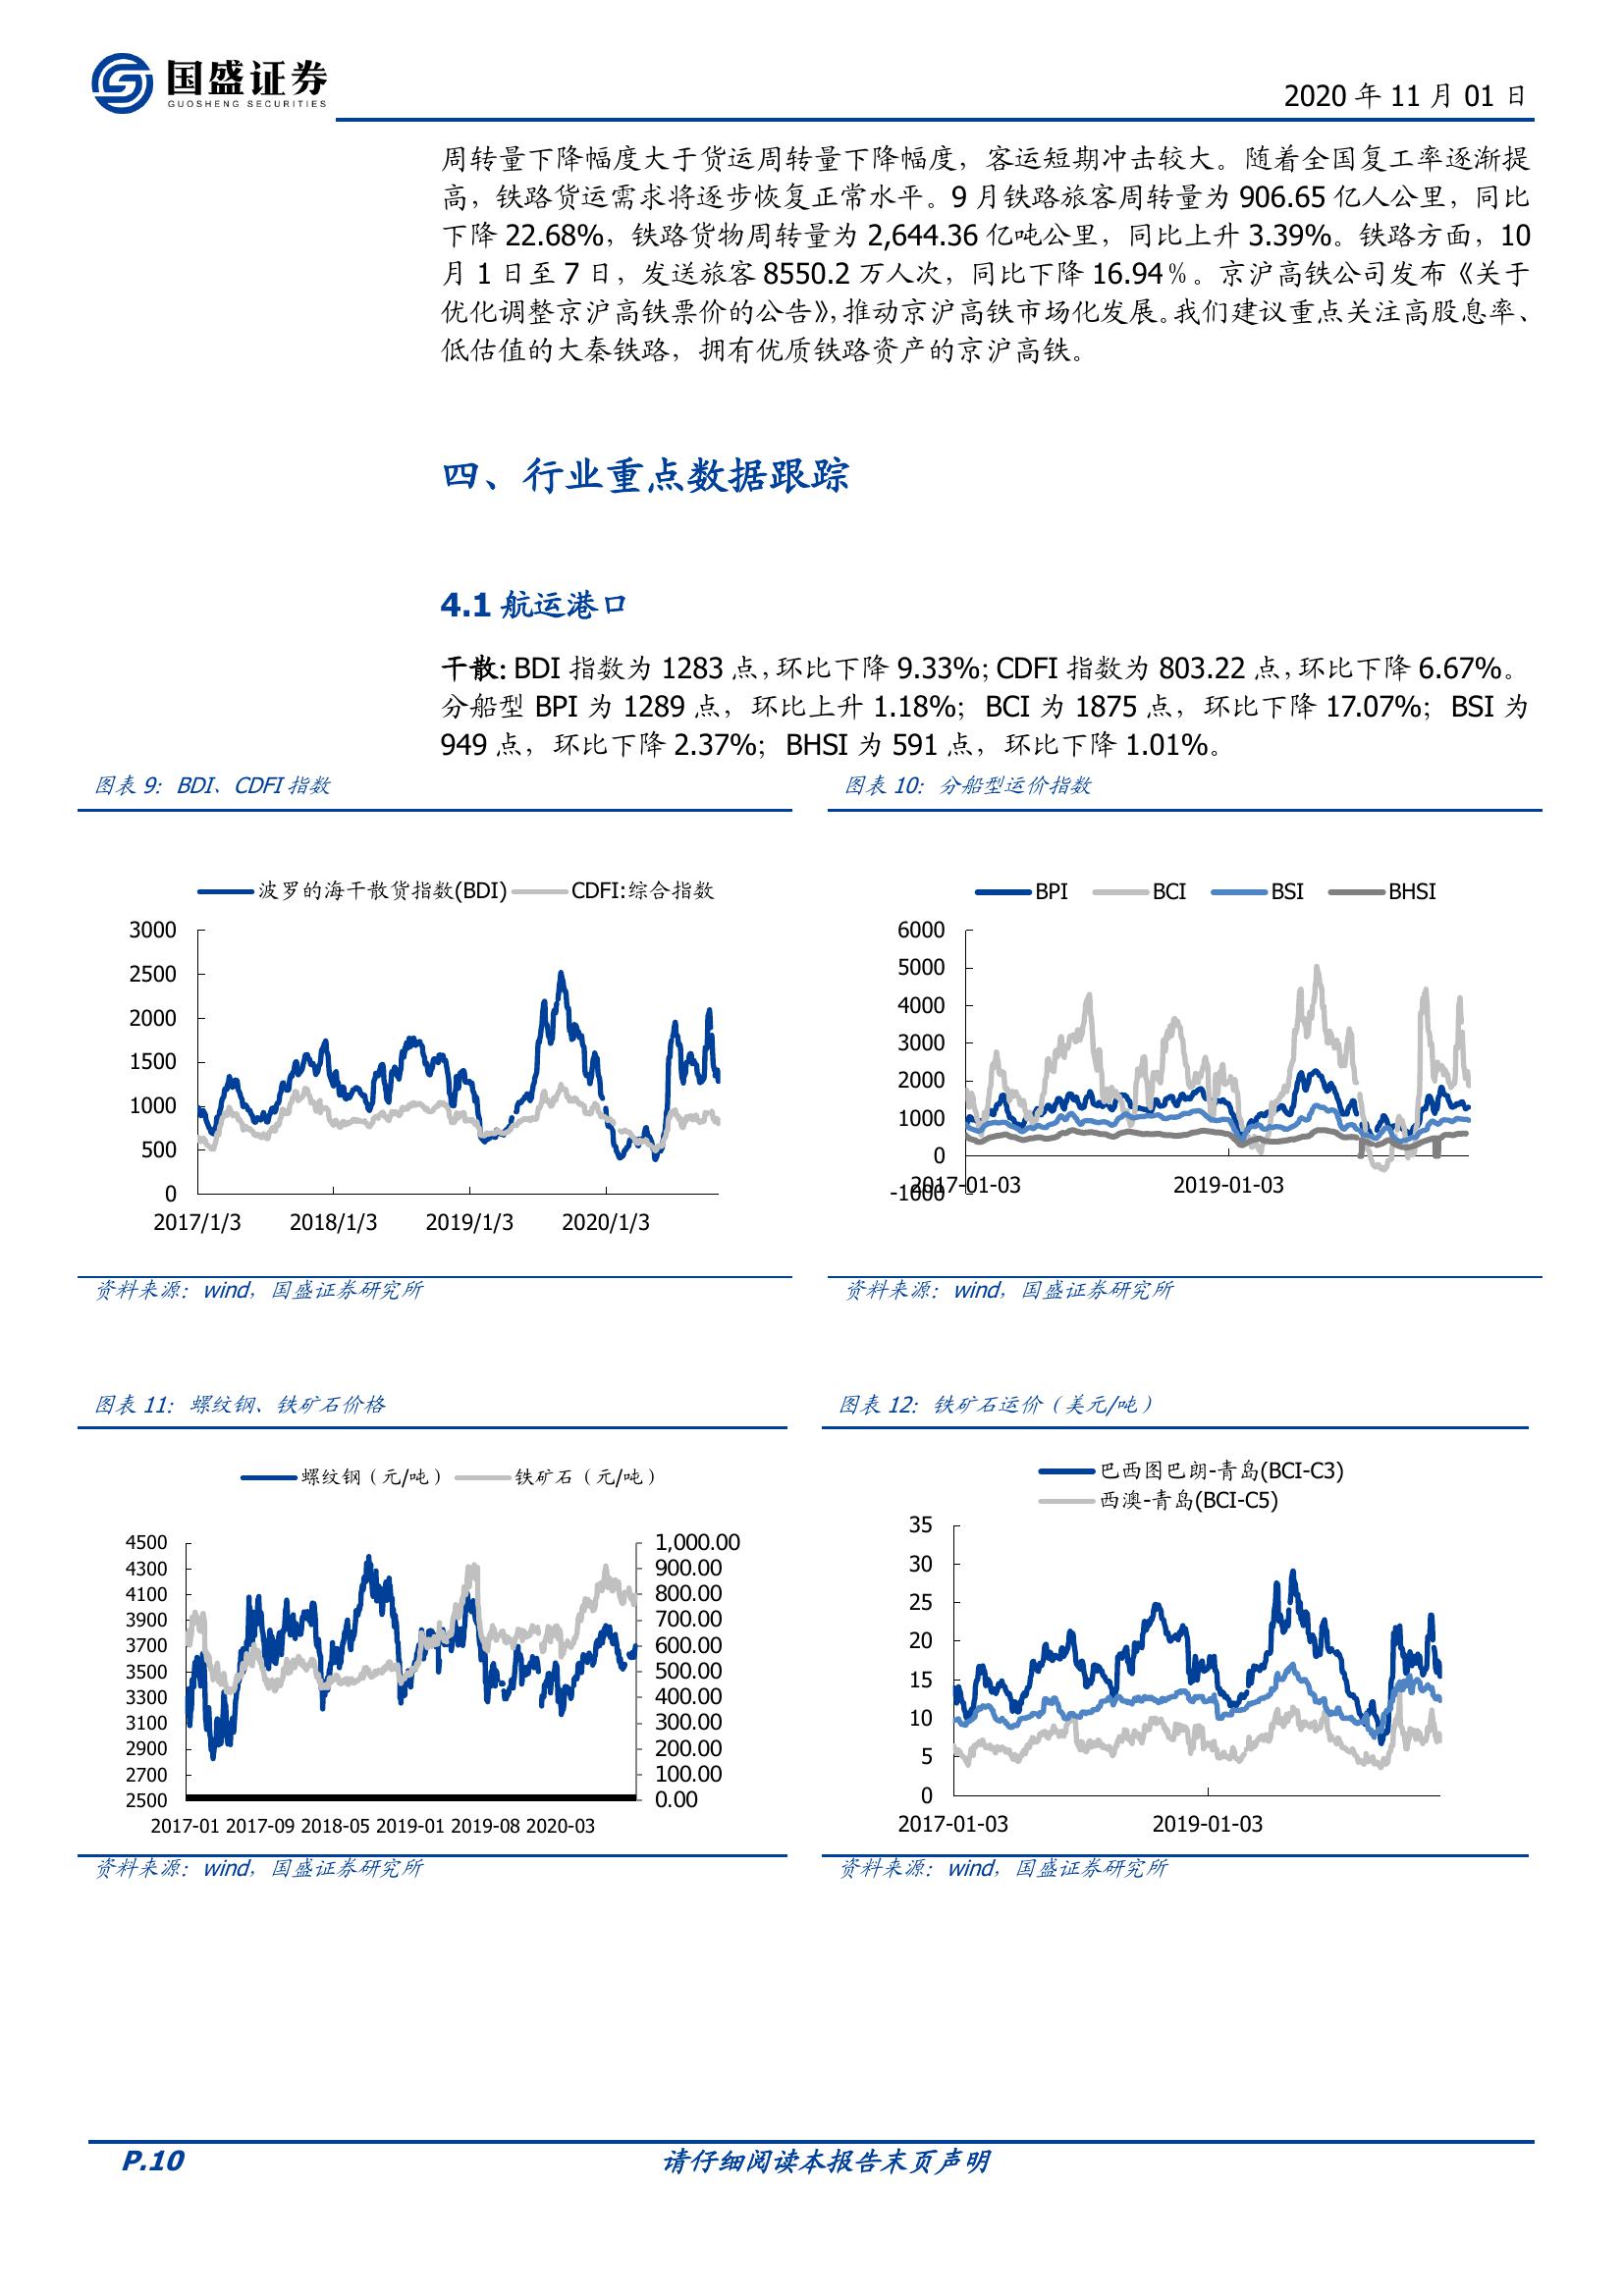 国盛证券
GUOSHENG SECURITIES
2020 年 11 月 01 日
周转量下降幅度大于货运周转量下降幅度，客运短期冲击较大。随着全国复工率逐渐提
高，铁路货运需求将逐步恢复正常水平。9 月铁路旅客周转量为 906.65 亿人公里，同比
下降 22.68%，铁路货物周转量为 2,644.36 亿吨公里，同比上升 3.39%。铁路方面，10
月 1 日至 7 日，发送旅客 8550.2 万人次，同比下降 16.94％。京沪高铁公司发布《关于
优化调整京沪高铁票价的公告》，推动京沪高铁市场化发展。我们建议重点关注高股息率、
低估值的大秦铁路，拥有优质铁路资产的京沪高铁。
四、行业重点数据跟踪
4.1 航运港口
干散：BDI 指数为 1283 点，环比下降 9.33%；CDFI 指数为 803.22 点，环比下降 6.67%。
分船型 BPI 为 1289 点，环比上升 1.18%；BCI 为 1875 点，环比下降 17.07%；BSI 为
949 点，环比下降 2.37%；BHSI 为 591 点，环比下降 1.01%。
图表 9：BDI、CDFI 指数
波罗的海干散货指数(BDI) CDFI:综合指数
3000
2500
2000
1500
1000
500
0
2017/1/3 2018/1/3 2019/1/3 2020/1/3
资料来源：wind，国盛证券研究所
图表 10：分船型运价指数
BPI BCI BSI BHSI
6000
5000
4000
3000
2000
1000
0
-1000
2017-01-03 2019-01-03
资料来源：wind，国盛证券研究所
图表 11：螺纹钢、铁矿石价格
螺纹钢（元/吨） 铁矿石（元/吨）
4500 1,000.00
4300 900.00
4100 800.00
3900 700.00
3700 600.00
3500 500.00
3300 400.00
3100 300.00
2900 200.00
2700 100.00
2500 0.00
2017-01 2017-09 2018-05 2019-01 2019-08 2020-03
资料来源：wind，国盛证券研究所
图表 12：铁矿石运价（美元/吨）
巴西图巴朗-青岛(BCI-C3)
西澳-青岛(BCI-C5)
35
30
25
20
15
10
5
0
2017-01-03 2019-01-03
资料来源：wind，国盛证券研究所
P.10 请仔细阅读本报告末页声明